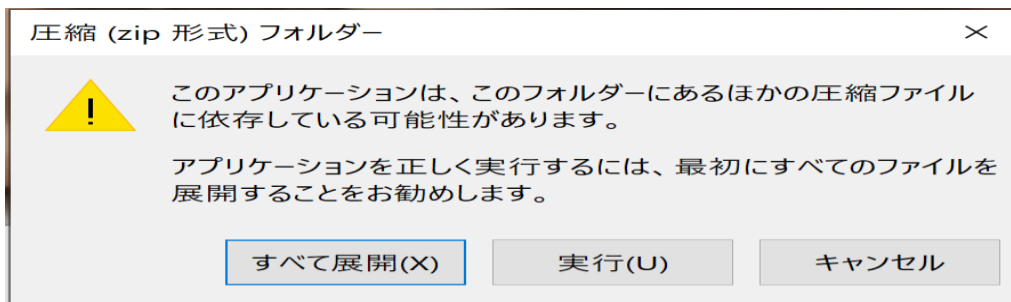 圧縮 (zip 形式) フォルダー
このアプリケーションは、このフォルダーにあるほかの圧縮ファイル
に依存している可能性があります。
アプリケーションを正しく実行するには、最初にすべてのファイルを
展開することをお勧めします。
すべて展開(X)
実行(U)
キャンセル